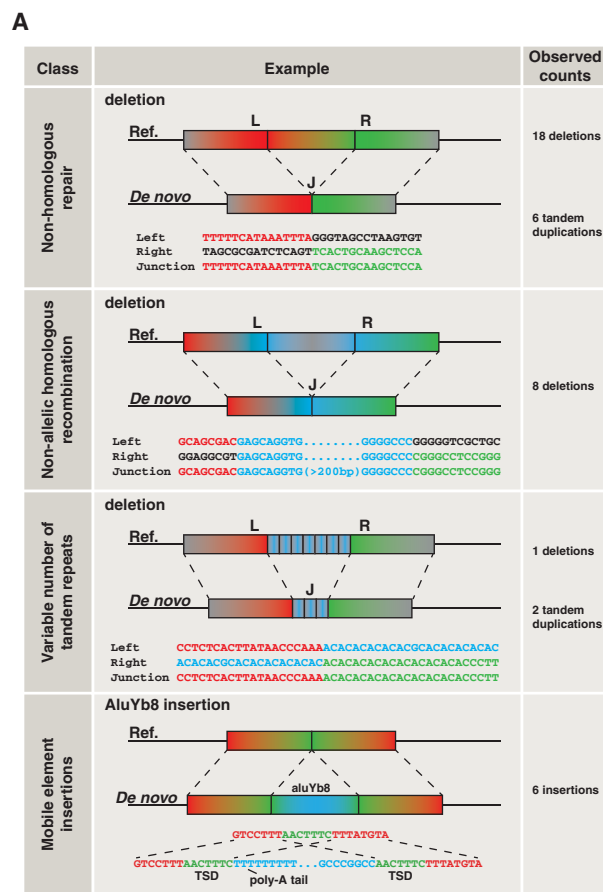 A
Class
Example
Observed
counts
Non-homologous
repair
deletion
L
R
Ref.
J
De novo
Left TTTTTCATAAATTTAGGGTAGCCTAAGTGT
Right TAGCGCGATCTCAGTTCACTGCAAGCTCCA
Junction TTTTTCATAAATTTATCACTGCAAGCTCCA
18 deletions
6 tandem
duplications
Non-allelic homologous
recombination
deletion
L
R
Ref.
J
De novo
Left GCAGCGACGAGCAGGTG........GGGGCCCGGGGGTCGCTGC
Right GGAGGCGTGAGCAGGTG........GGGGCCCCGGGCCTCCGGG
Junction GCAGCGACGAGCAGGTG(>200bp)GGGGCCCCGGGCCTCCGGG
8 deletions
Variable number of
tandem repeats
deletion
L
R
Ref.
J
De novo
Left CCTCTCACTTATAACCCAAAACACACACACACGCACACACACAC
Right ACACACGCACACACACACACACACACACACACACACACACCCTT
Junction CCTCTCACTTATAACCCAAAACACACACACACACACACACCCTT
1 deletions
2 tandem
duplications
Mobile element
insertions
AluYb8 insertion
Ref.
aluYb8
De novo
GTCCTTTAACTTTCTTTATGTA
GTCCTTTAACTTTCTTTTTTTTT...GCCCGGCCAACTTTCTTTATGTA
TSD
TSD
poly-A tail
6 insertions